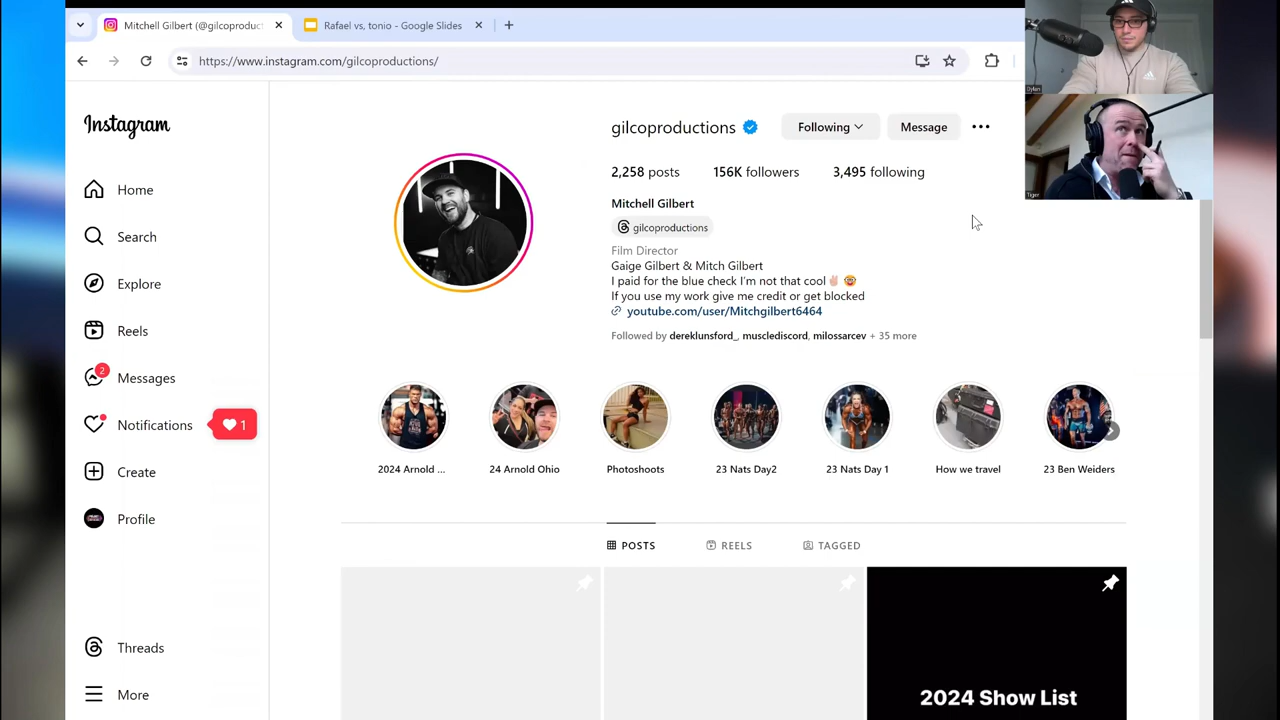 Mitchell Gilbert (@gilcoproduct
Rafael vs, tonio - Google Slides
https://www.instagram.com/gilcoproductions/
Dylan
Tiger
Instagram
Home
Search
Explore
Reels
2
Messages
Notifications
1
Create
Profile
Threads
More
gilcoproductions
Following
Message
2,258 posts
156K followers
3,495 following
Mitchell Gilbert
gilcoproductions
Film Director
Gaige Gilbert & Mitch Gilbert
I paid for the blue check I'm not that cool✌🏻 🤓
If you use my work give me credit or get blocked
youtube.com/user/Mitchgilbert6464
Followed by dereklunsford_, musclediscord, milossarcev + 35 more
2024 Arnold ...
24 Arnold Ohio
Photoshoots
23 Nats Day2
23 Nats Day 1
How we travel
23 Ben Weiders
POSTS
REELS
TAGGED
2024 Show List